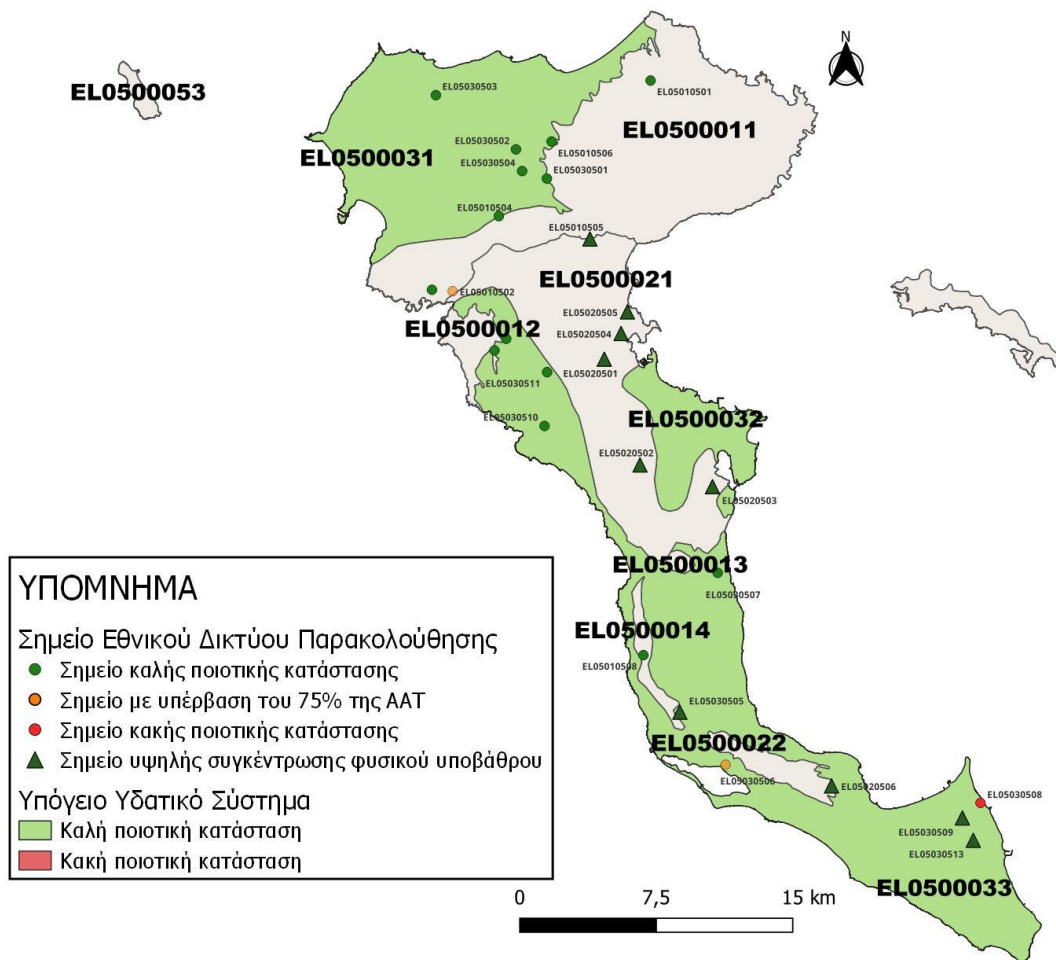 N
EL0500053
EL05030503
EL05010501
EL0500011
EL05030502
EL05010506
EL0500031
EL05030504
EL05030501
EL05010504
EL05010505
EL0500021
EL05010502
EL05020505
EL0500012
EL05020504
EL05020501
EL05030511
EL0500032
EL05030510
EL05020502
EL05020503
EL0500013
EL05030507
EL0500014
EL05010508
EL05030505
EL0500022
EL05030506
EL05020506
EL05030508
EL05030509
EL05030513
EL0500033
ΥΠΟΜΝΗΜΑ
Σημείο Εθνικού Δικτύου Παρακολούθησης
Σημείο καλής ποιοτικής κατάστασης
Σημείο με υπέρβαση του 75% της ΑΑΤ
Σημείο κακής ποιοτικής κατάστασης
Σημείο υψηλής συγκέντρωσης φυσικού υποβάθρου
Υπόγειο Υδατικό Σύστημα
Καλή ποιοτική κατάσταση
Κακή ποιοτική κατάσταση
0 7,5 15 km